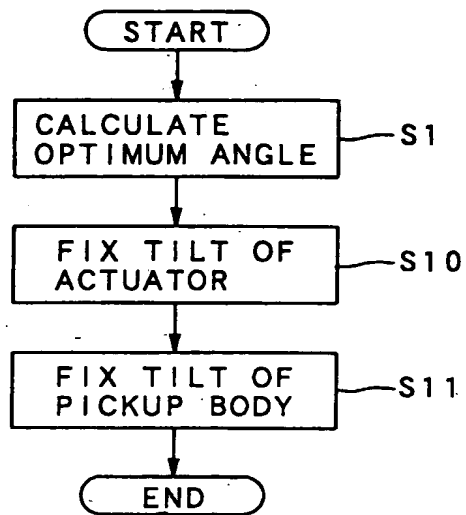 START
CALCULATE
OPTIMUM ANGLE
S1
FIX TILT OF
ACTUATOR
S10
FIX TILT OF
PICKUP BODY
S11
END